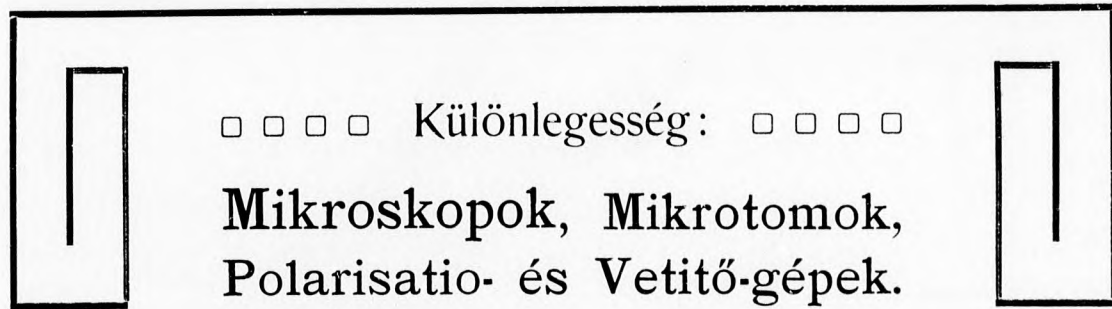 Különlegesség:
Mikroskopok, Mikrotomok,
Polarisatio- és Vetitő-gépek.